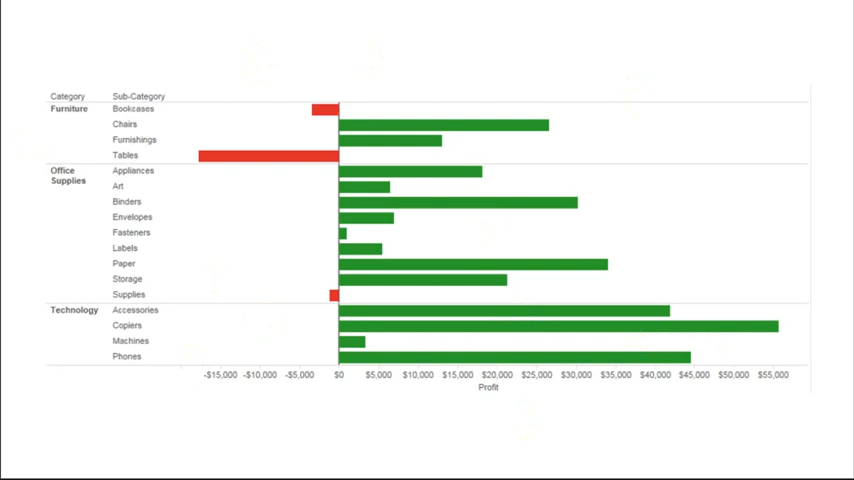 Category Sub-Category
Furniture Bookcases
Chairs
Furnishings
Tables
Office Supplies Appliances
Art
Binders
Envelopes
Fasteners
Labels
Paper
Storage
Supplies
Technology Accessories
Copiers
Machines
Phones
-$15,000 -$10,000 -$5,000 $0 $5,000 $10,000 $15,000 $20,000 $25,000 $30,000 $35,000 $40,000 $45,000 $50,000 $55,000
Profit